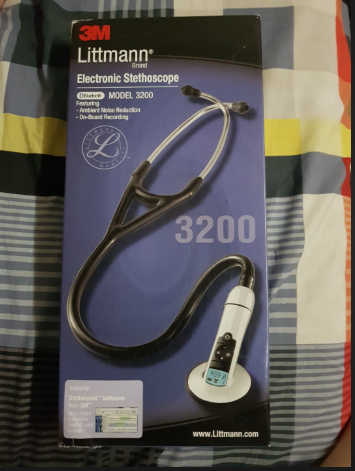 3M
Littmann®
Brand
Electronic Stethoscope
Bluetooth MODEL 3200
Featuring
- Ambient Noise Reduction
- On-Board Recording
L
3200
Software
www.Littmann.com